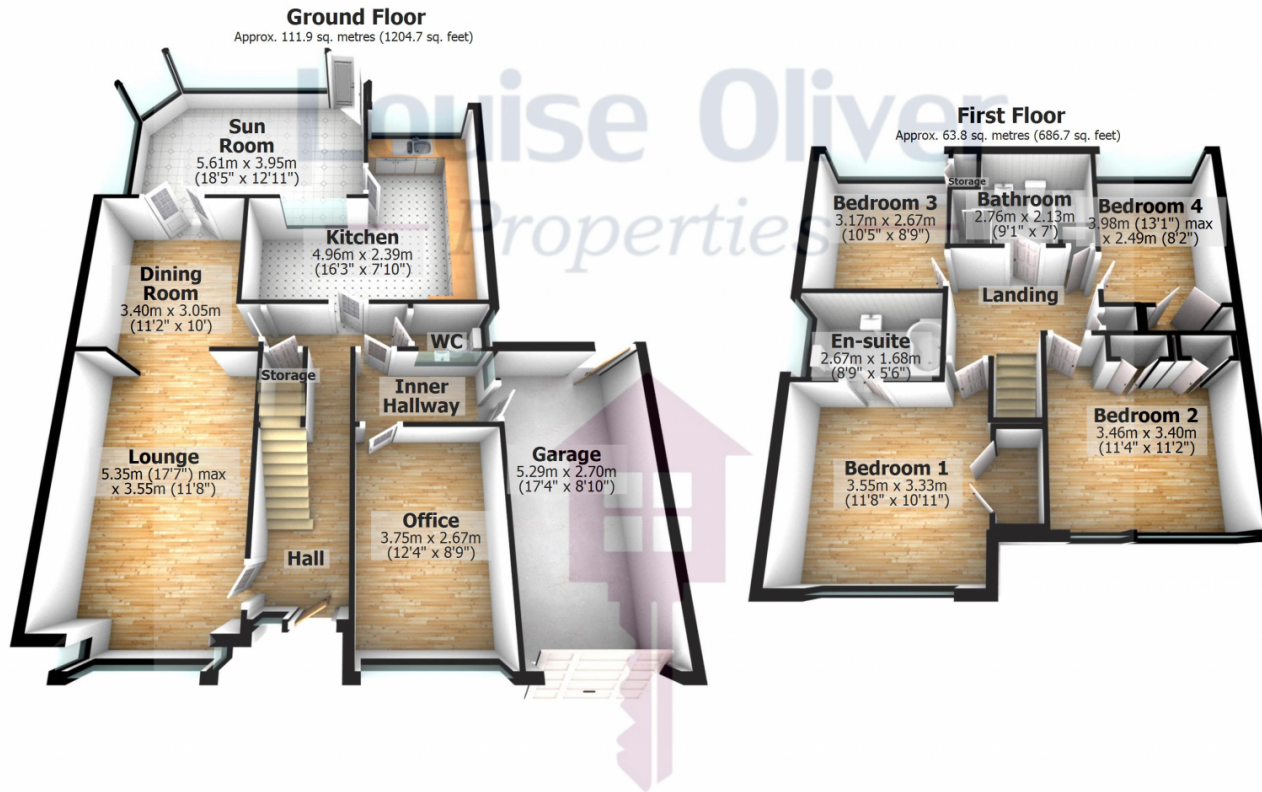 Ground Floor
Approx. 111.9 sq. metres (1204.7 sq. feet)
Louise Oliver
Properties
Sun
Room
5.61m x 3.95m
(18'5" x 12'11")
Kitchen
4.96m x 2.39m
(16'3" x 7'10")
Dining
Room
3.40m x 3.05m
(11'2" x 10')
WC
Storage
Inner
Hallway
Lounge
5.35m (17'7") max
x 3.55m (11'8")
Garage
5.29m x 2.70m
(17'4" x 8'10")
Office
3.75m x 2.67m
(12'4" x 8'9")
Hall
First Floor
Approx. 63.8 sq. metres (686.7 sq. feet)
Storage
Bedroom 3
3.17m x 2.67m
(10'5" x 8'9")
Bathroom
2.76m x 2.13m
(9'1" x 7')
Bedroom 4
3.98m (13'1") max
x 2.49m (8'2")
Landing
En-suite
2.67m x 1.68m
(8'9" x 5'6")
Bedroom 2
3.46m x 3.40m
(11'4" x 11'2")
Bedroom 1
3.55m x 3.33m
(11'8" x 10'11")